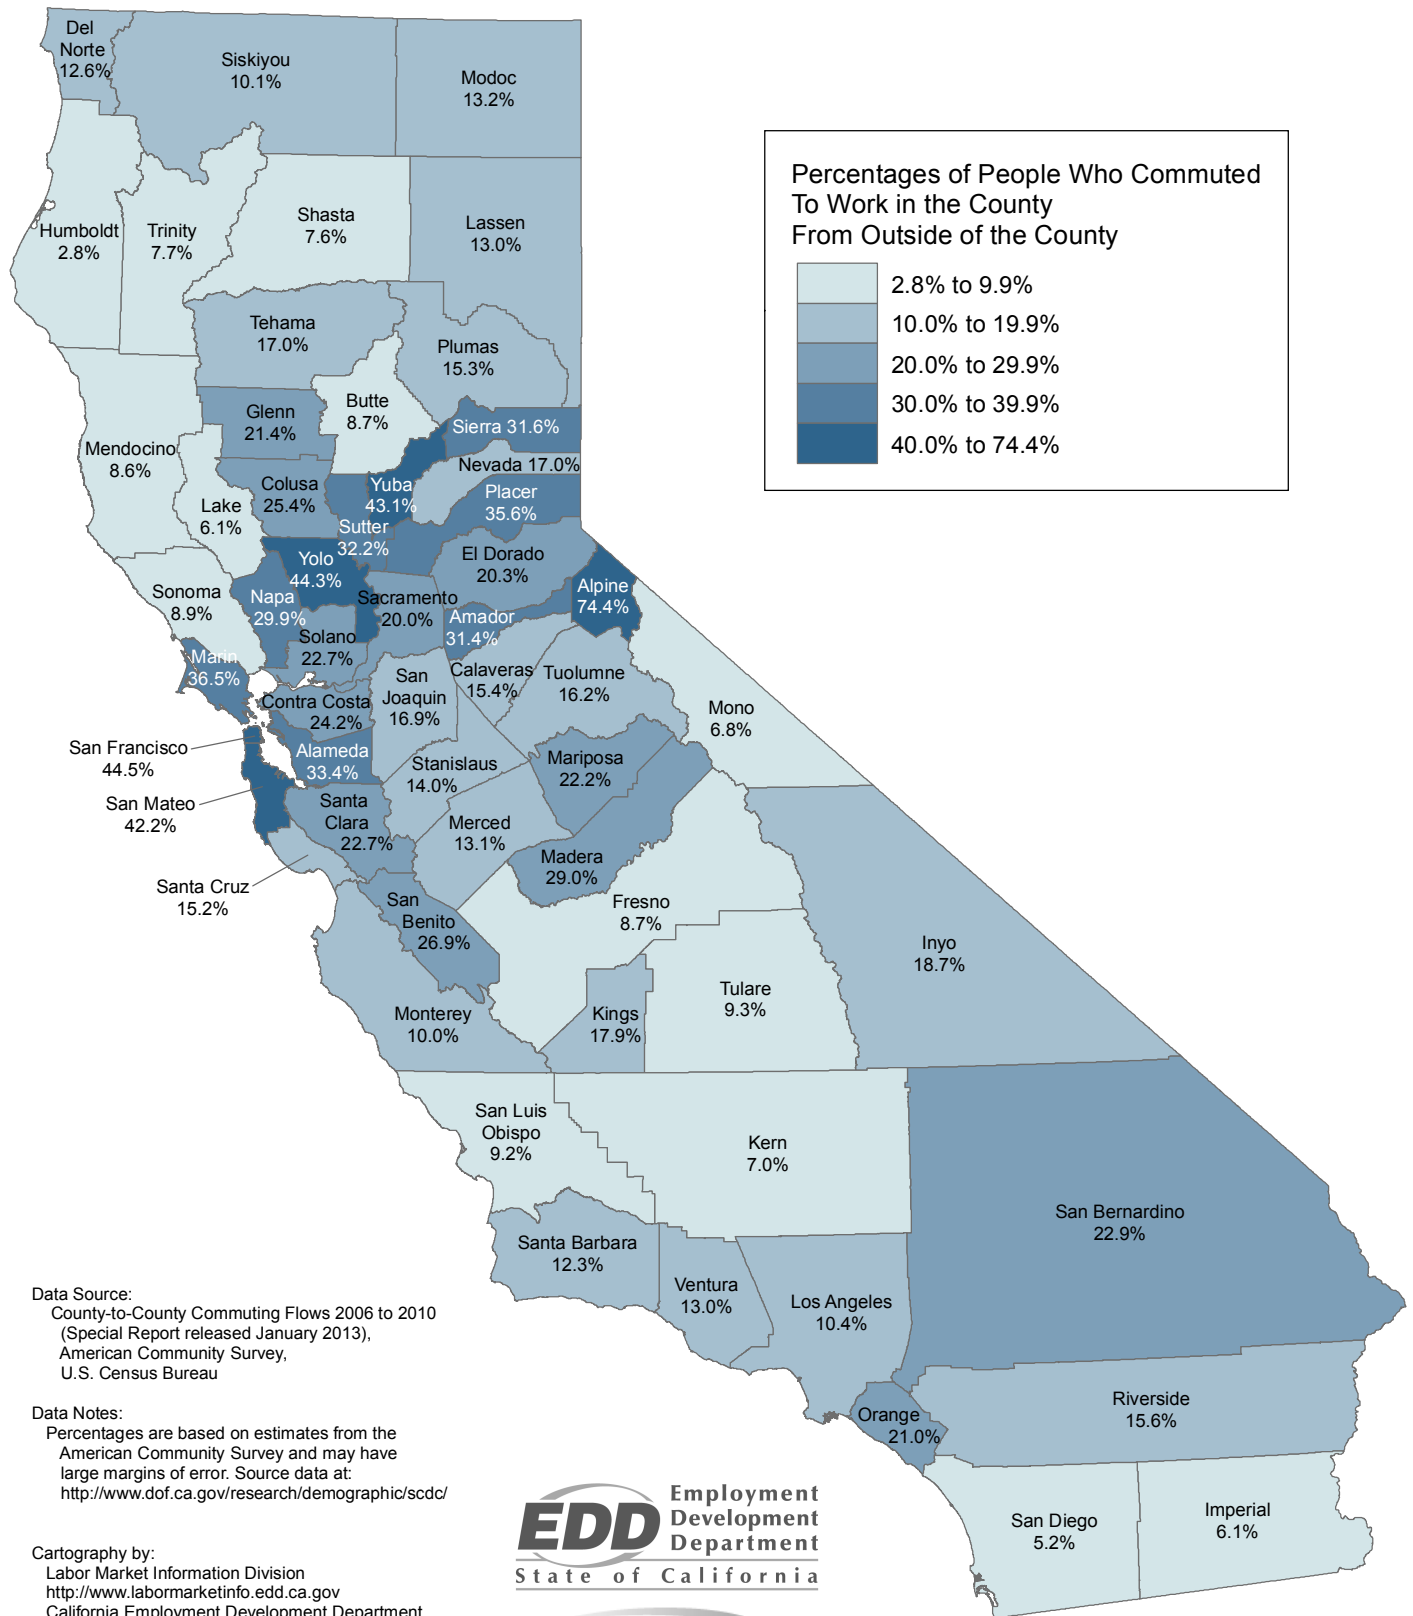 Del
Norte
12.6%
Siskiyou
10.1%
Modoc
13.2%
Percentages of People Who Commuted
To Work in the County
From Outside of the County
2.8% to 9.9%
10.0% to 19.9%
20.0% to 29.9%
30.0% to 39.9%
40.0% to 74.4%
Humboldt
2.8%
Trinity
7.7%
Shasta
7.6%
Lassen
13.0%
Tehama
17.0%
Plumas
15.3%
Glenn
21.4%
Butte
8.7%
Sierra 31.6%
Mendocino
8.6%
Nevada 17.0%
Lake
6.1%
Colusa
25.4%
Yuba
43.1%
Placer
35.6%
Sutter
32.2%
Yolo
44.3%
El Dorado
20.3%
Alpine
74.4%
Sonoma
8.9%
Napa
29.9%
Sacramento
20.0%
Amador
31.4%
Solano
22.7%
Marin
36.5%
San
Joaquin
16.9%
Calaveras
15.4%
Tuolumne
16.2%
Contra Costa
24.2%
Mono
6.8%
San Francisco
44.5%
Alameda
33.4%
Stanislaus
14.0%
Mariposa
22.2%
San Mateo
42.2%
Santa
Clara
22.7%
Merced
13.1%
Madera
29.0%
Santa Cruz
15.2%
San
Benito
26.9%
Fresno
8.7%
Inyo
18.7%
Monterey
10.0%
Kings
17.9%
Tulare
9.3%
San Luis
Obispo
9.2%
Kern
7.0%
San Bernardino
22.9%
Santa Barbara
12.3%
Ventura
13.0%
Los Angeles
10.4%
Orange
21.0%
Riverside
15.6%
San Diego
5.2%
Imperial
6.1%
Data Source:
County-to-County Commuting Flows 2006 to 2010
(Special Report released January 2013),
American Community Survey,
U.S. Census Bureau
Data Notes:
Percentages are based on estimates from the
American Community Survey and may have
large margins of error. Source data at:
http://www.dof.ca.gov/research/demographic/scdc/
Cartography by:
Labor Market Information Division
http://www.labormarketinfo.edd.ca.gov
California Employment Development Department
EDD
Employment
Development
Department
State of California